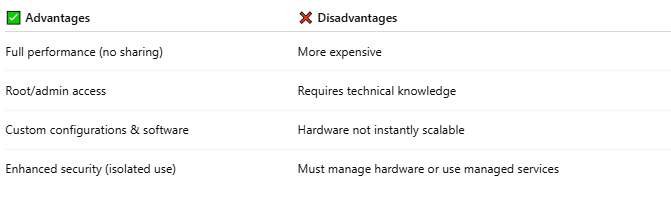 ✅ Advantages ❌ Disadvantages
Full performance (no sharing) More expensive
Root/admin access Requires technical knowledge
Custom configurations & software Hardware not instantly scalable
Enhanced security (isolated use) Must manage hardware or use managed services